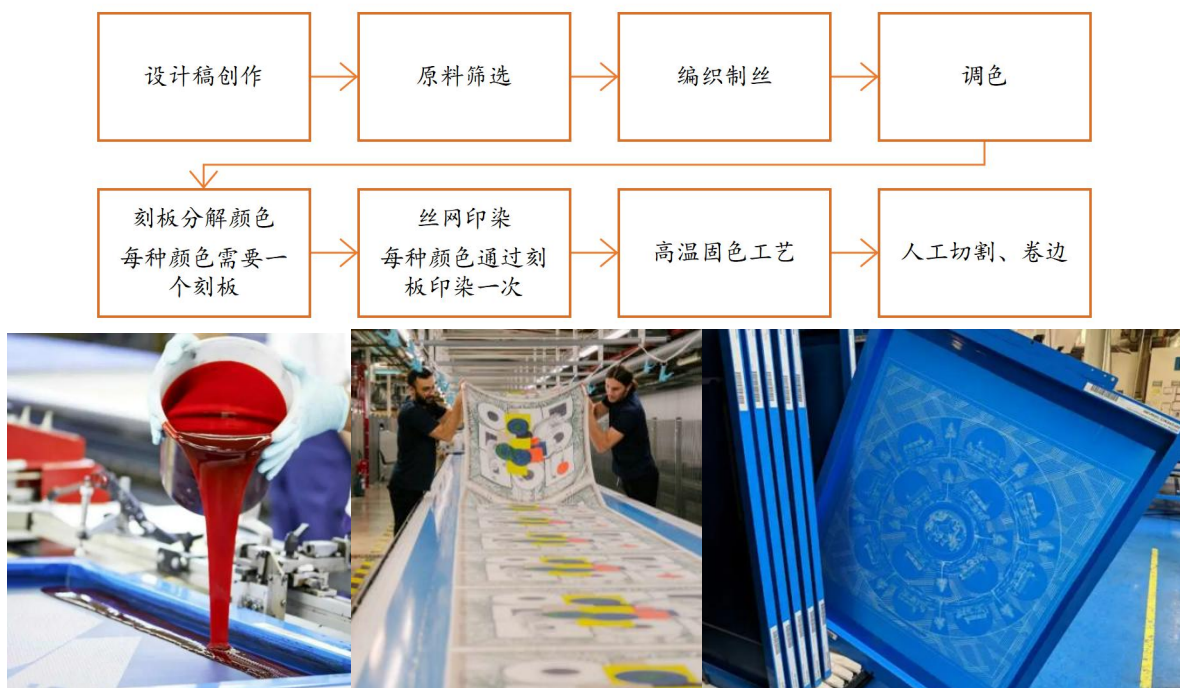 设计稿创作
原料筛选
编织制丝
调色
刻板分解颜色
每种颜色需要一
个刻板
丝网印染
每种颜色通过刻
板印染一次
高温固色工艺
人工切割、卷边